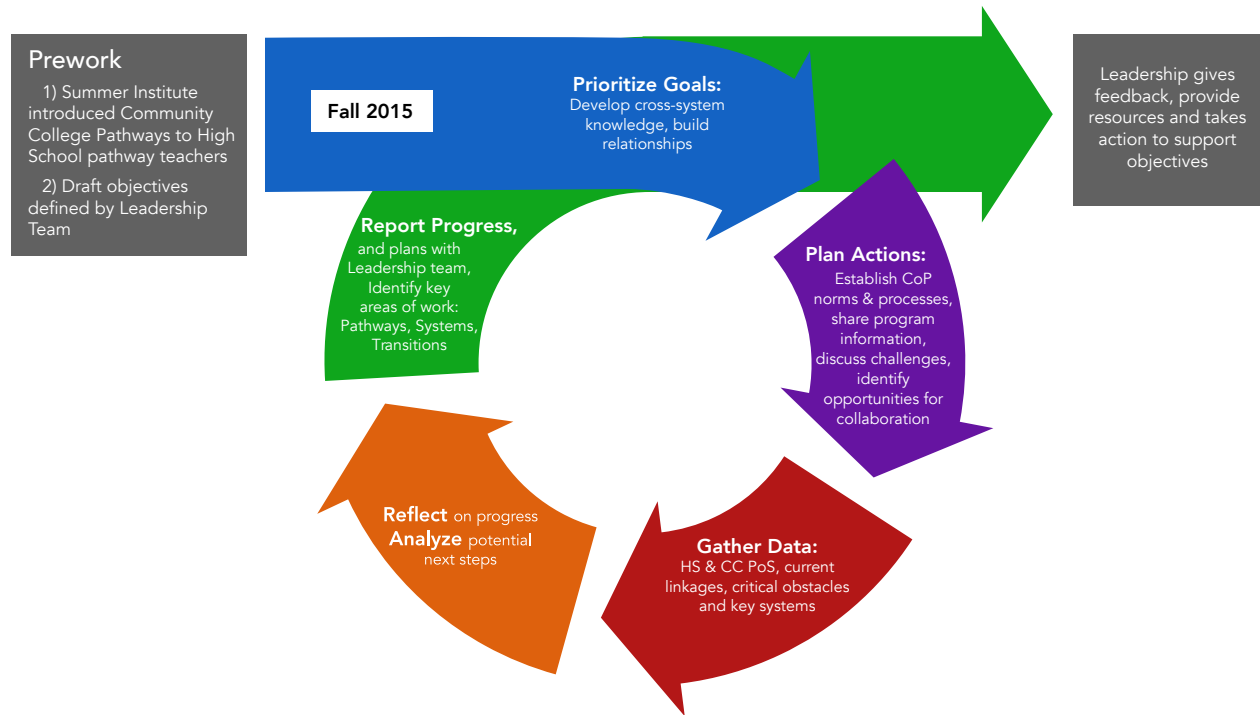 Prework
1) Summer Institute
introduced Community
College Pathways to High
School pathway teachers
2) Draft objectives
defined by Leadership
Team
Fall 2015
Prioritize Goals:
Develop cross-system
knowledge, build
relationships
Leadership gives
feedback, provide
resources and takes
action to support
objectives
Plan Actions:
Establish CoP
norms & processes,
share program
information,
discuss challenges,
identify
opportunities for
collaboration
Gather Data:
HS & CC PoS, current
linkages, critical obstacles
and key systems
Reflect on progress
Analyze potential
next steps
Report Progress,
and plans with
Leadership team,
Identify key
areas of work:
Pathways, Systems,
Transitions